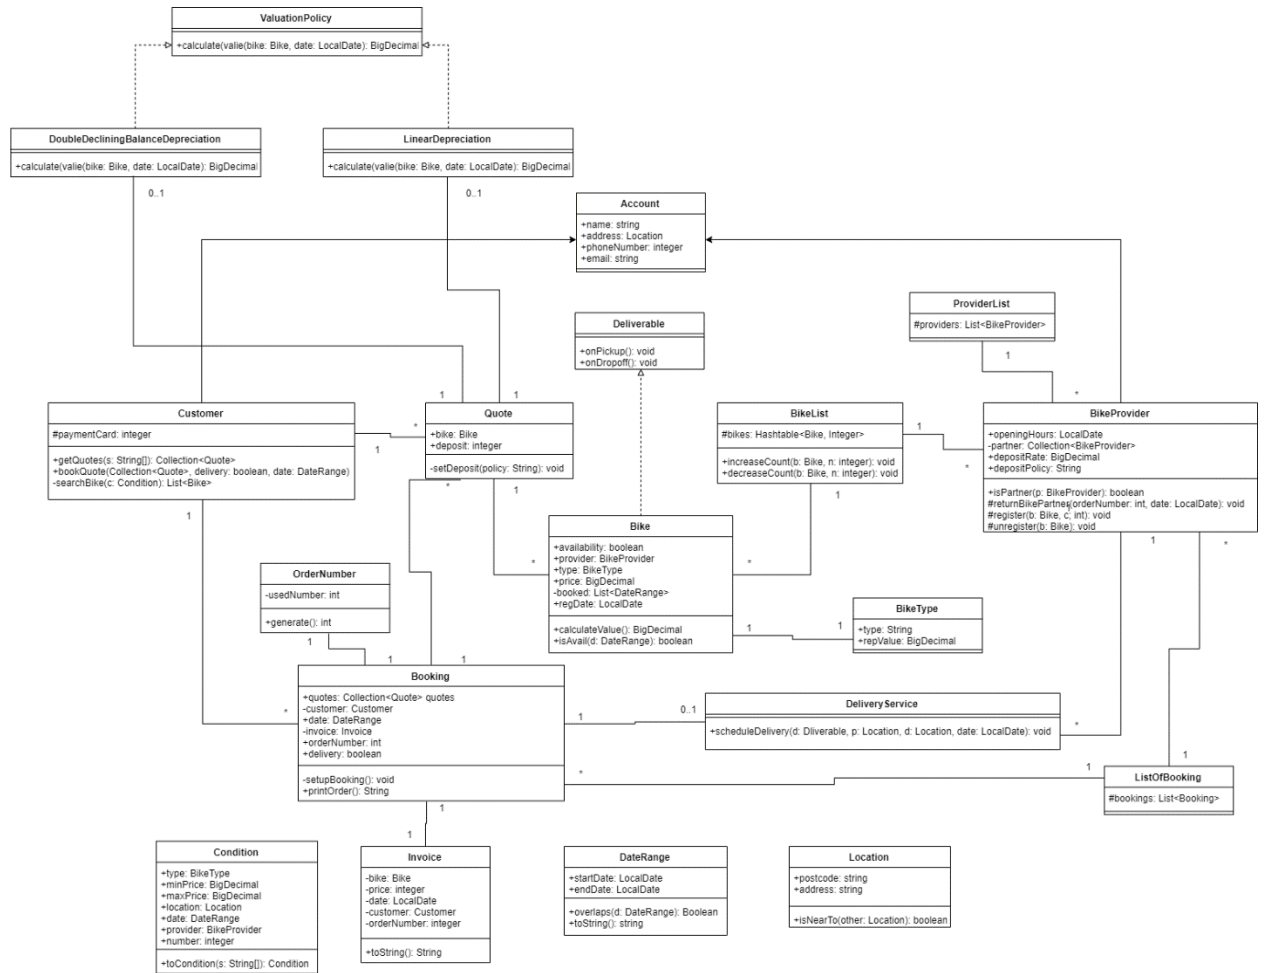 ValuationPolicy
+calculate(valie(bike: Bike, date: LocalDate): BigDecimal
DoubleDecliningBalanceDepreciation
+calculate(valie(bike: Bike, date: LocalDate): BigDecimal
LinearDepreciation
+calculate(valie(bike: Bike, date: LocalDate): BigDecimal
0..1
0..1
Account
+name: string
+address: Location
+phoneNumber: integer
+email: string
ProviderList
#providers: List<BikeProvider>
1
*
Deliverable
+onPickup(): void
+onDropoff(): void
1
1
Customer
#paymentCard: integer
+getQuotes(s: String[]): Collection<Quote>
+bookQuote(Collection<Quote>, delivery: boolean, date: DateRange)
-searchBike(c: Condition): List<Bike>
*
1
1
Quote
+bike: Bike
+deposit: integer
-setDeposit(policy: String): void
*
1
BikeList
#bikes: Hashtable<Bike, Integer>
+increaseCount(b: Bike, n: integer): void
+decreaseCount(b: Bike, n: integer): void
1
*
1
BikeProvider
+openingHours: LocalDate
-partner: Collection<BikeProvider>
+depositRate: BigDecimal
+depositPolicy: String
+isPartner(p: BikeProvider): boolean
#returnBikePartner(orderNumber: int, date: LocalDate): void
#register(b: Bike, c: int): void
#unregister(b: Bike): void
1
*
Bike
+availability: boolean
+provider: BikeProvider
+type: BikeType
+price: BigDecimal
-booked: List<DateRange>
+regDate: LocalDate
+calculateValue(): BigDecimal
+isAvail(d: DateRange): boolean
*
*
1
1
BikeType
+type: String
+repValue: BigDecimal
OrderNumber
-usedNumber: int
+generate(): int
1
1
1
Booking
+quotes: Collection<Quote> quotes
-customer: Customer
+date: DateRange
-invoice: Invoice
+orderNumber: int
+delivery: boolean
-setupBooking(): void
+printOrder(): String
*
1
0..1
DeliveryService
+scheduleDelivery(d: Dliverable, p: Location, d: Location, date: LocalDate): void
*
1
*
1
ListOfBooking
#bookings: List<Booking>
1
1
Condition
+type: BikeType
+minPrice: BigDecimal
+maxPrice: BigDecimal
+location: Location
+date: DateRange
+provider: BikeProvider
+number: integer
+toCondition(s: String[]): Condition
Invoice
-bike: Bike
-price: integer
-date: LocalDate
-customer: Customer
-orderNumber: integer
+toString(): String
DateRange
+startDate: LocalDate
+endDate: LocalDate
+overlaps(d: DateRange): Boolean
+toString(): string
Location
+postcode: string
+address: string
+isNearTo(other: Location): boolean